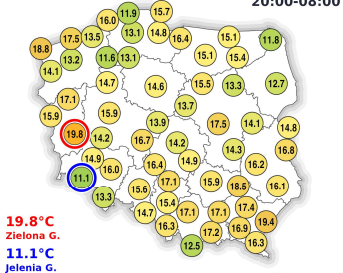 20:00-08:00
11.9 15.7
16.0
17.5 13.5 13.1 14.8 16.4 15.1 11.8
18.8
13.2 11.6 13.1 15.1 15.4
14.1
14.7 14.6 15.5 13.3 12.7
17.1 13.7
15.9 15.9
13.9 17.5 14.1 14.8
19.8 14.2 16.7 14.2
14.3 16.8
14.9 16.4 14.9 16.2
16.0
11.1 17.1 15.9
15.6 18.6 16.1
13.3
15.4
14.7 17.1 17.1 17.4
16.3 16.9 19.4
17.2
12.5 16.3
19.8°C
Zielona G.
11.1°C
Jelenia G.